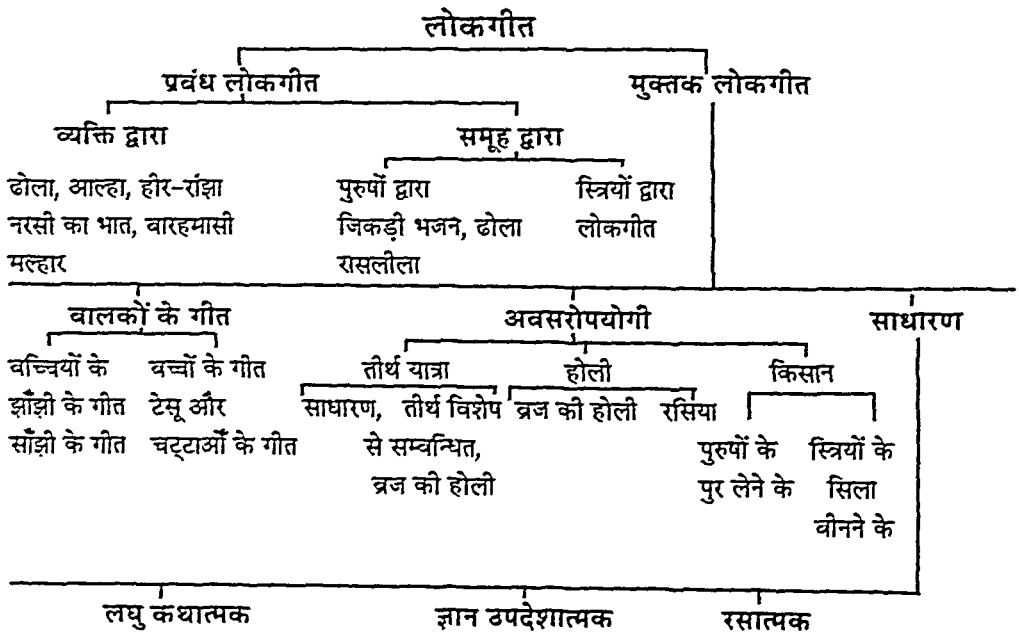 लोकगीत
प्रवंध लोकगीत मुक्तक लोकगीत
व्यक्ति द्वारा समूह द्वारा
ढोला, आल्हा, हीर-रांझा पुरुषों द्वारा स्त्रियों द्वारा
नरसी का भात, वारहमासी जिकड़ी भजन, ढोला लोकगीत
मल्हार रासलीला
वालकों के गीत अवसरोपयोगी साधारण
वच्चियों के वच्चों के गीत तीर्थ यात्रा होली किसान
झाँझी के गीत टेसू और साधारण, तीर्थ विशेप व्रज की होली रसिया
साँझी के गीत चट्टाओं के गीत से सम्वन्धित, पुरुषों के स्त्रियों के
व्रज की होली पुर लेने के सिला
वीनने के
लघु कथात्मक ज्ञान उपदेशात्मक रसात्मक